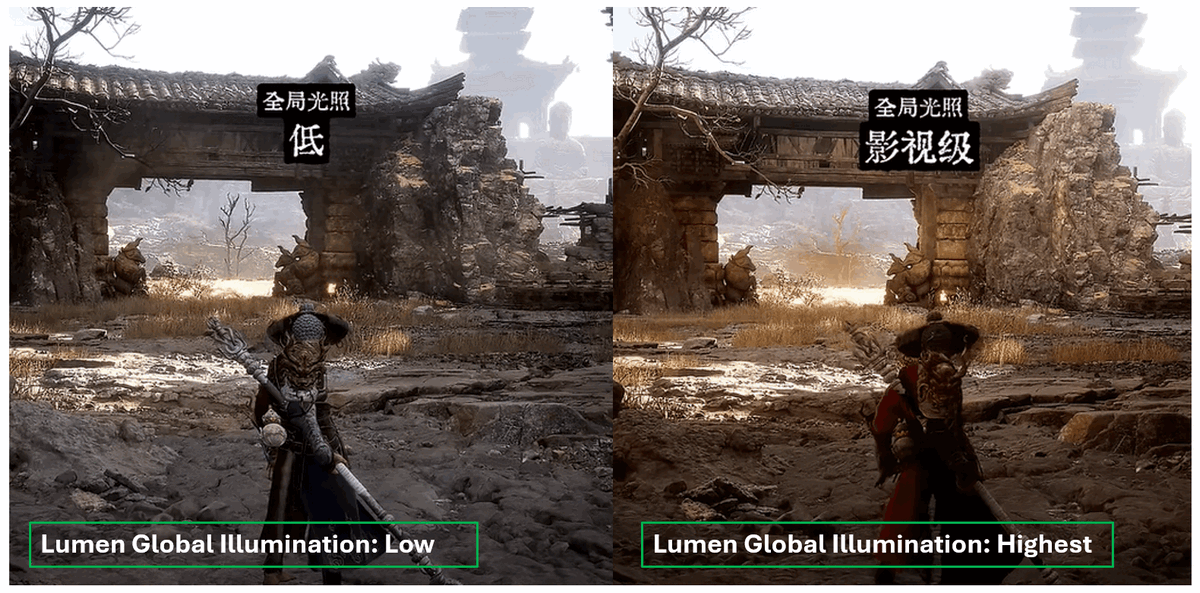 全局光照
低
全局光照
影视级
Lumen Global Illumination: Low
Lumen Global Illumination: Highest